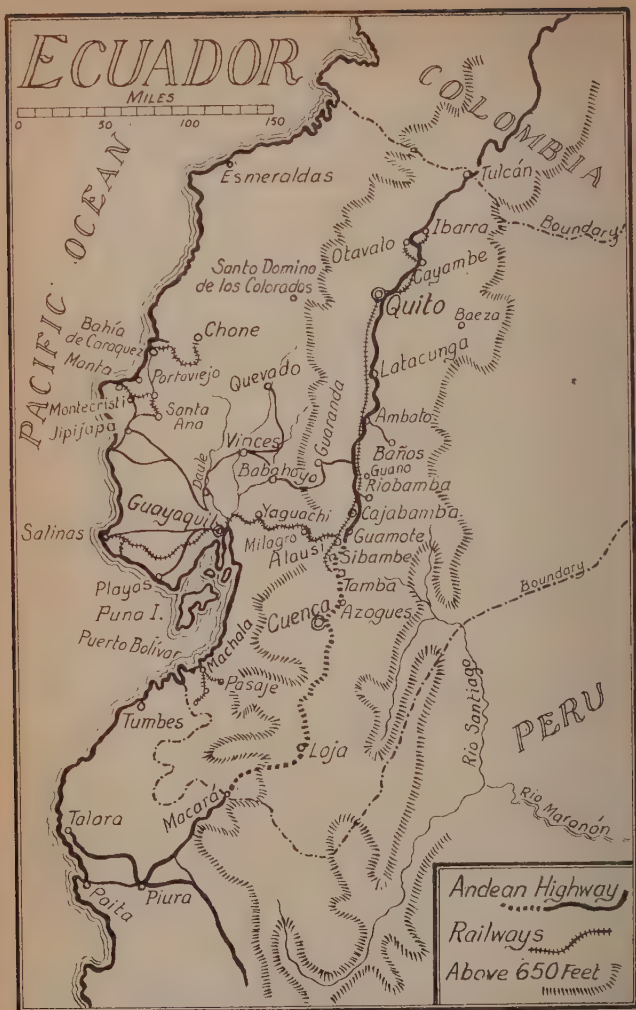 ECUADOR
MILES
0 50 100 150
COLOMBIA
PACIFIC OCEAN
Esmeraldas
Tulcán
Boundary
Ibarra
Otavalo
Cayambe
Santo Domino
de los Colorados
Quito
Baeza
Bahía
de Caraquez
Chone
Latacunga
Manta
Portoviejo
Quevado
Montecristi
Santa
Ana
Jipijapa
Guaranda
Ambato
Vinces
Baños
Daule
Babahoyo
Guano
Riobamba
Guayaquil
Yaguachi
Cajabamba
Salinas
Milagro
Guamote
Alausí
Sibambe
Playas
Tamba
Boundary
Puna I.
Azogues
Cuenca
Puerto Bolívar
Machala
Pasaje
Rio Santiago
PERU
Tumbes
Loja
Macará
Rio Maranón
Talara
Paita
Piura
Andean Highway
Railways
Above 650 Feet